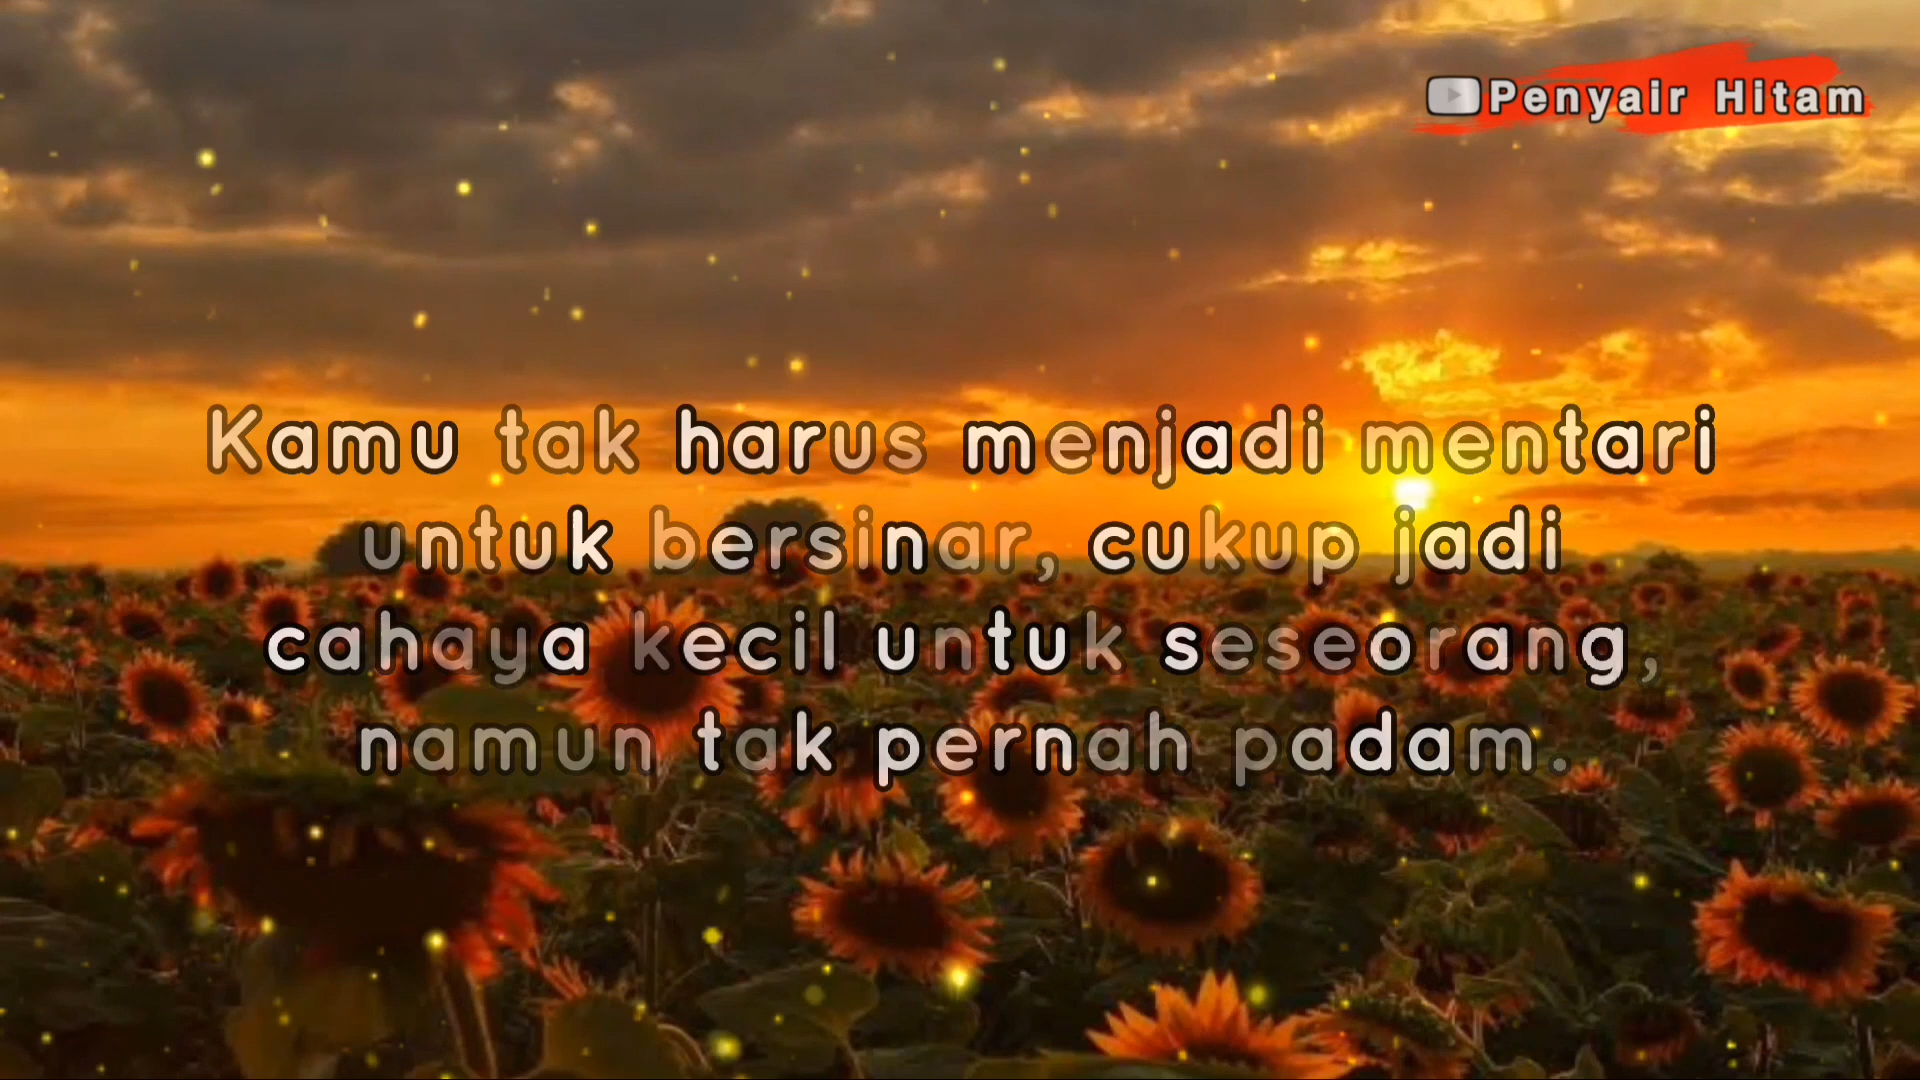 Penyair Hitam
Kamu tak harus menjadi mentari
untuk bersinar, cukup jadi
cahaya kecil untuk seseorang,
namun tak pernah padam.